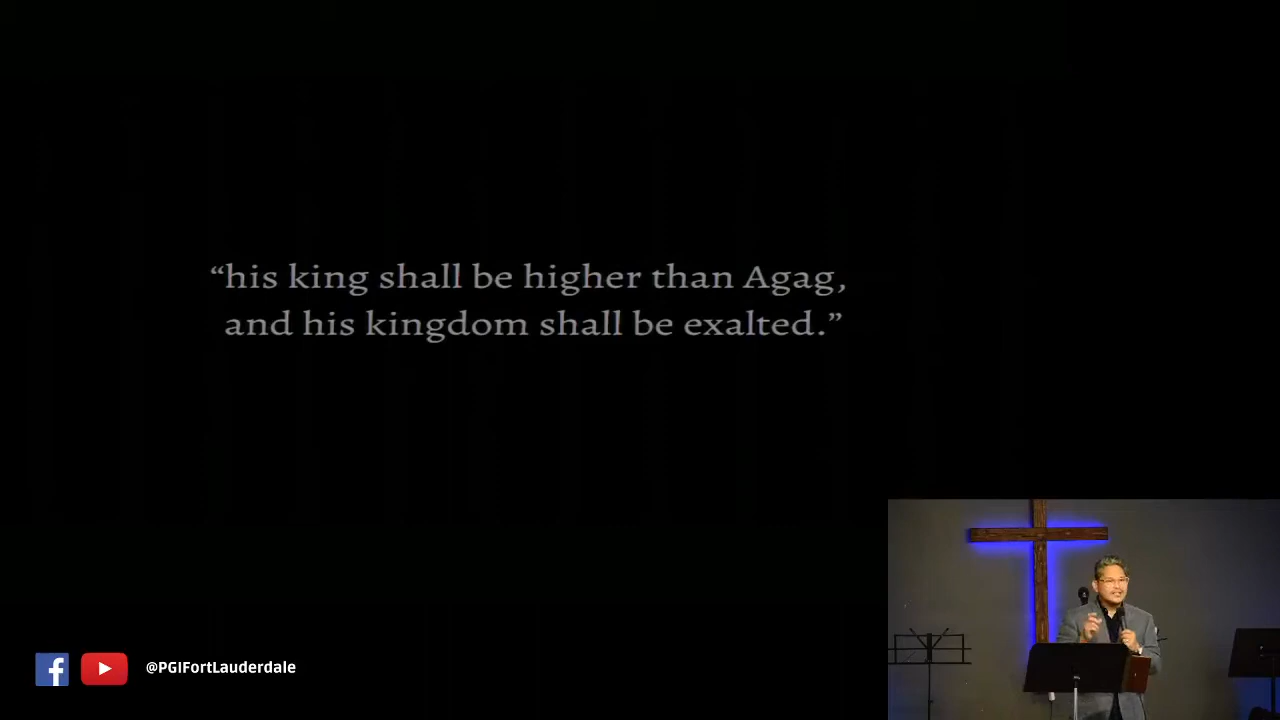 “his king shall be higher than Agag,
and his kingdom shall be exalted.”
@PGIFortLauderdale